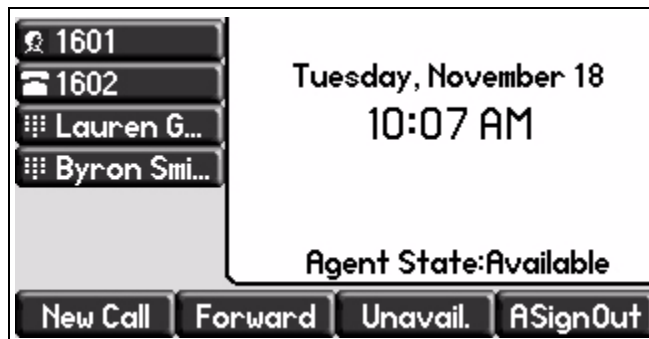 1601
1602
Lauren G...
Byron Smi...
Tuesday, November 18
10:07 AM
Agent State:Available
New Call Forward Unavail. ASignOut